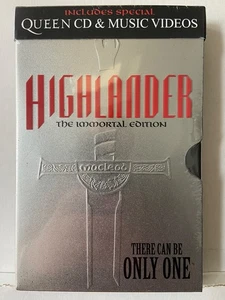 INCLUDES SPECIAL
QUEEN CD & MUSIC VIDEOS
HIGHLANDER
THE IMMORTAL EDITION
macleod
THERE CAN BE
ONLY ONE